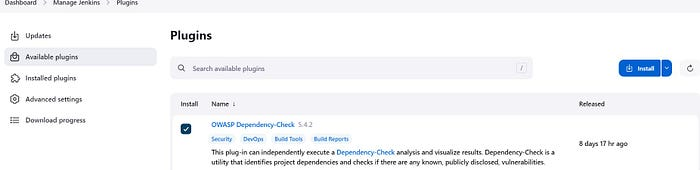 Dashboard > Manage Jenkins > Plugins
Updates
Available plugins
Installed plugins
Advanced settings
Download progress
Plugins
Search available plugins /
Install
Install Name ↓ Released
OWASP Dependency-Check 5.4.2
Security DevOps Build Tools Build Reports
This plug-in can independently execute a Dependency-Check analysis and visualize results. Dependency-Check is a
utility that identifies project dependencies and checks if there are any known, publicly disclosed, vulnerabilities.
8 days 17 hr ago